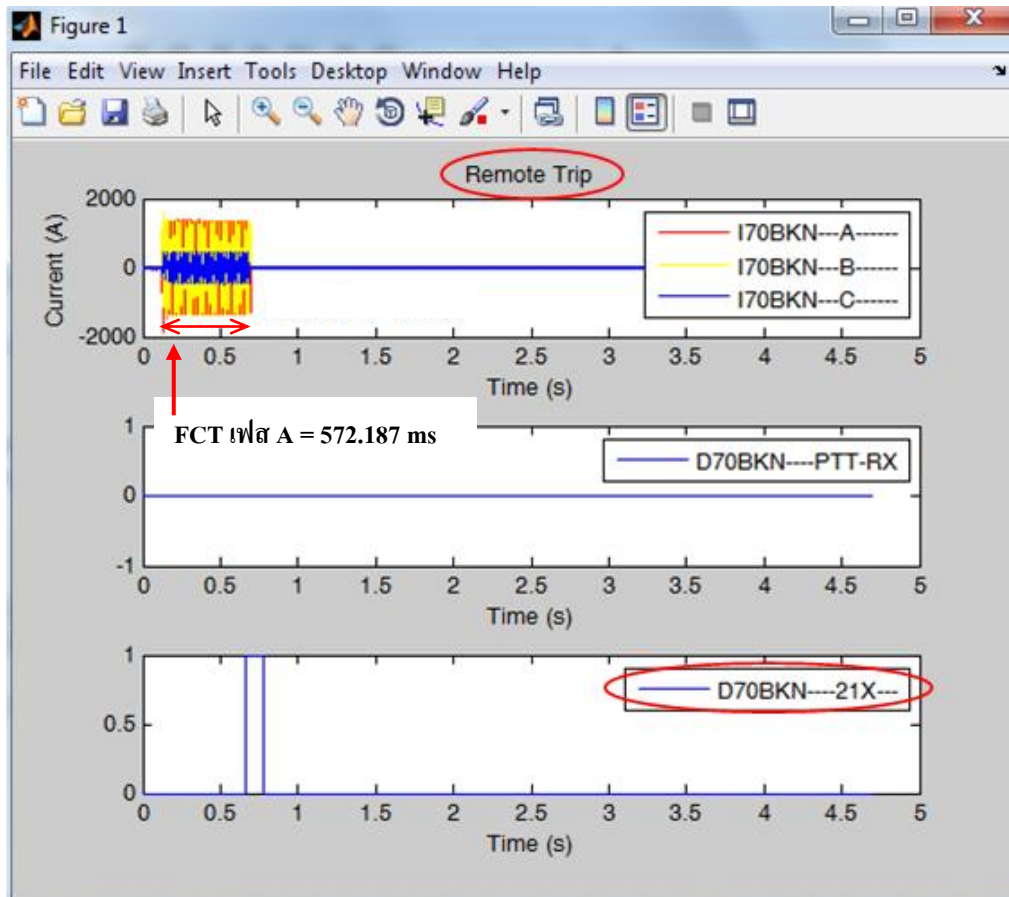 Figure 1
File Edit View Insert Tools Desktop Window Help
Remote Trip
Current (A)
2000
0
-2000
I70BKN---A------
I70BKN---B------
I70BKN---C------
0 0.5 1 1.5 2 2.5 3 3.5 4 4.5 5
Time (s)
FCT เฟส A = 572.187 ms
1
0
-1
D70BKN----PTT-RX
0 0.5 1 1.5 2 2.5 3 3.5 4 4.5 5
Time (s)
1
0.5
0
D70BKN----21X---
0 0.5 1 1.5 2 2.5 3 3.5 4 4.5 5
Time (s)